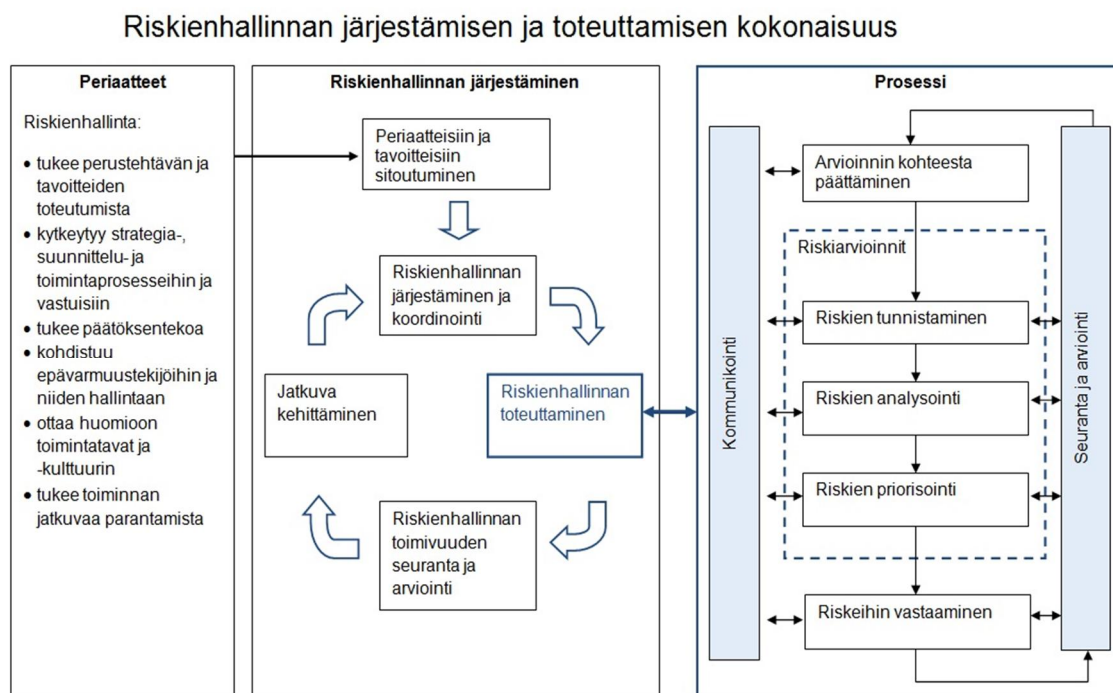 Riskienhallinnan järjestämisen ja toteuttamisen kokonaisuus
Periaatteet
Riskienhallinta:
• tukee perustehtävän ja
tavoitteiden
toteutumista
• kytkeytyy strategia-,
suunnittelu- ja
toimintaprosesseihin ja
vastuisiin
• tukee päätöksentekoa
• kohdistuu
epävarmuustekijöihin ja
niiden hallintaan
• ottaa huomioon
toimintatavat ja
-kulttuurin
• tukee toiminnan
jatkuvaa parantamista
Riskienhallinnan järjestäminen
Periaatteisiin ja
tavoitteisiin
sitoutuminen
Riskienhallinnan
järjestäminen ja
koordinointi
Jatkuva
kehittäminen
Riskienhallinnan
toteuttaminen
Riskienhallinnan
toimivuuden
seuranta ja
arviointi
Prosessi
Kommunikointi
Arvioinnin kohteesta
päättäminen
Riskiarvioinnit
Riskien tunnistaminen
Riskien analysointi
Riskien priorisointi
Riskeihin vastaaminen
Seuranta ja arviointi